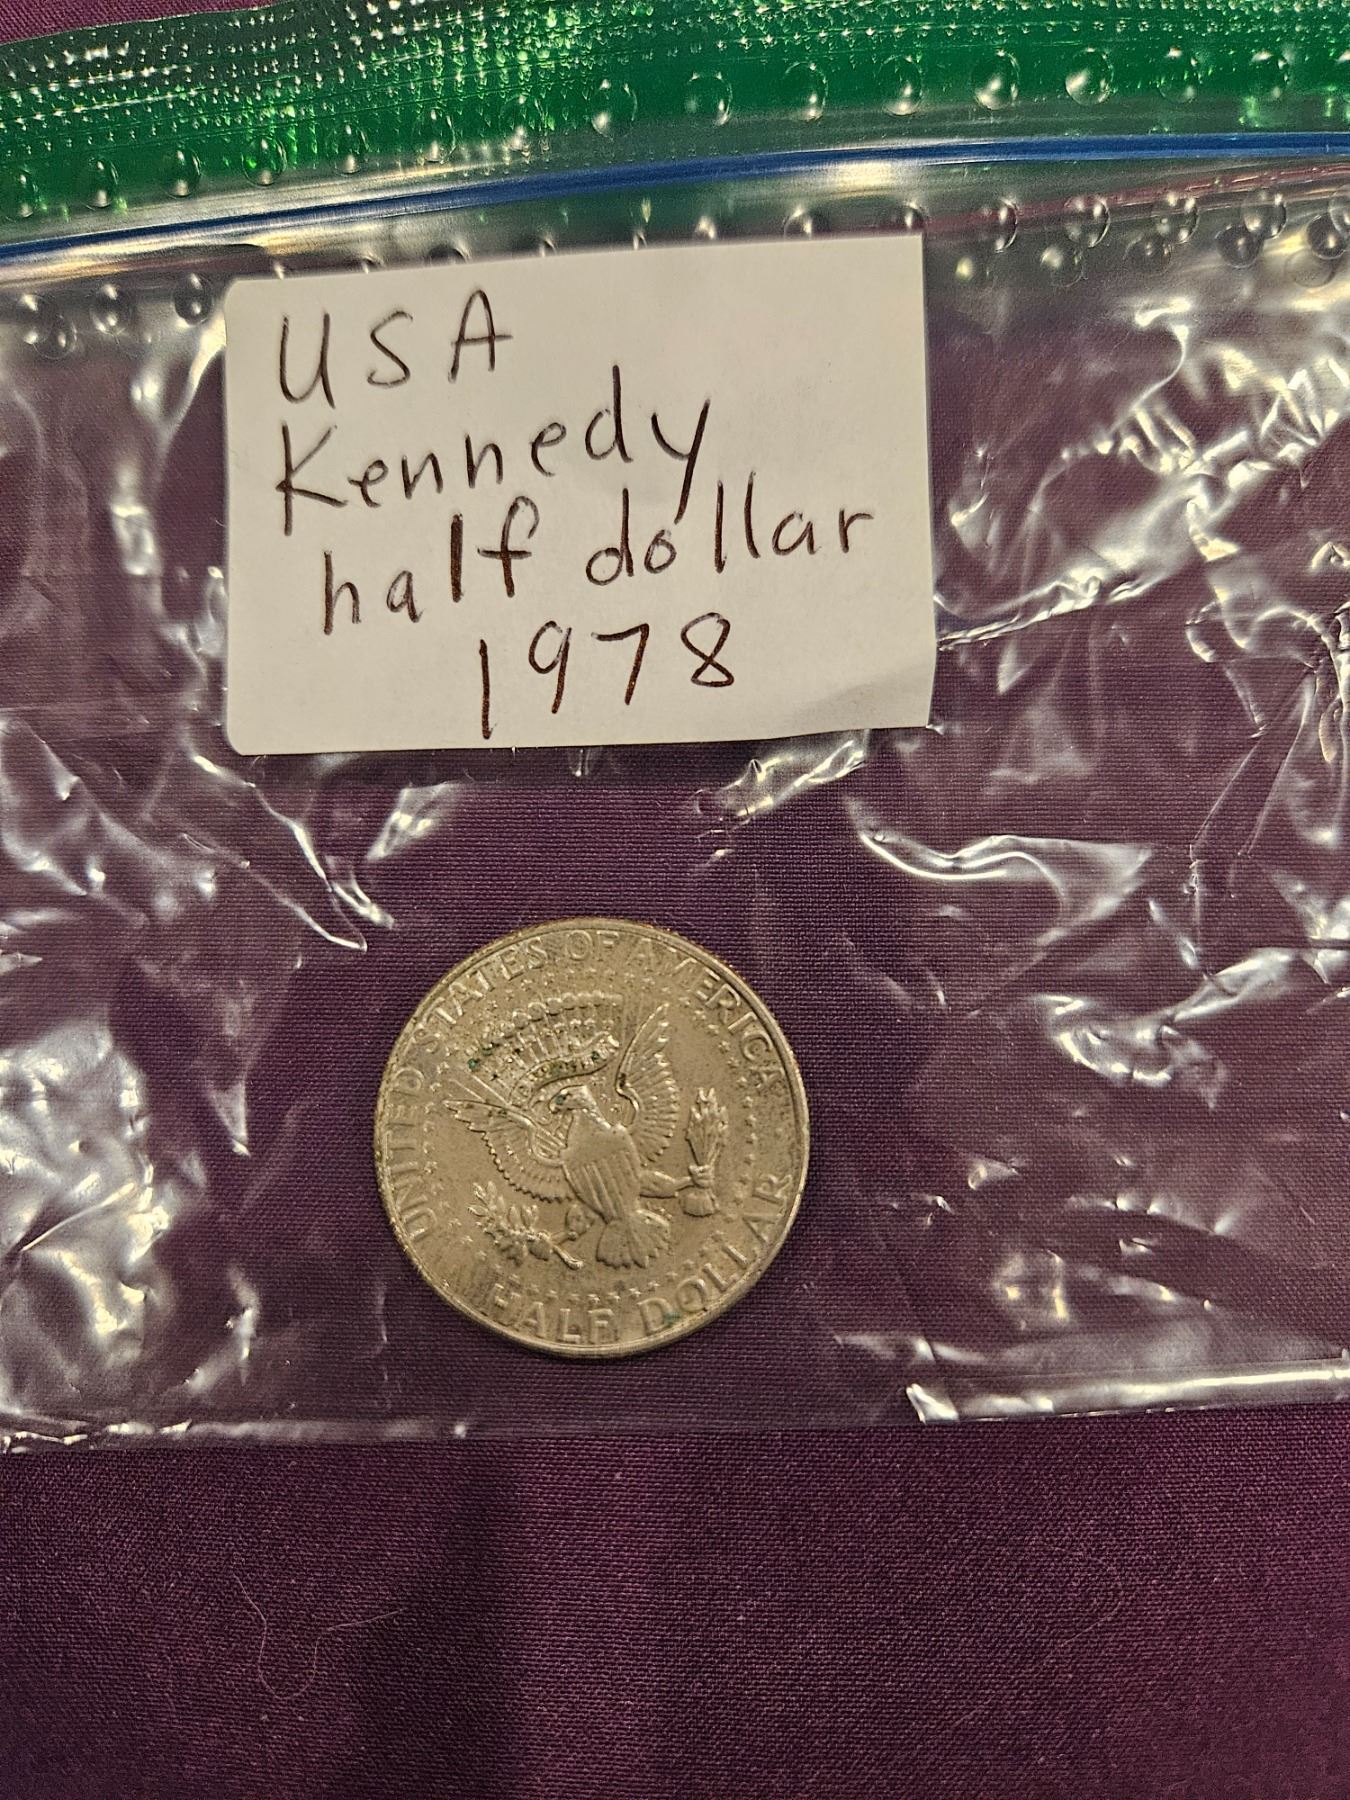 USA
Kennedy
half dollar
1978
UNITED STATES OF AMERICA
HALF DOLLAR